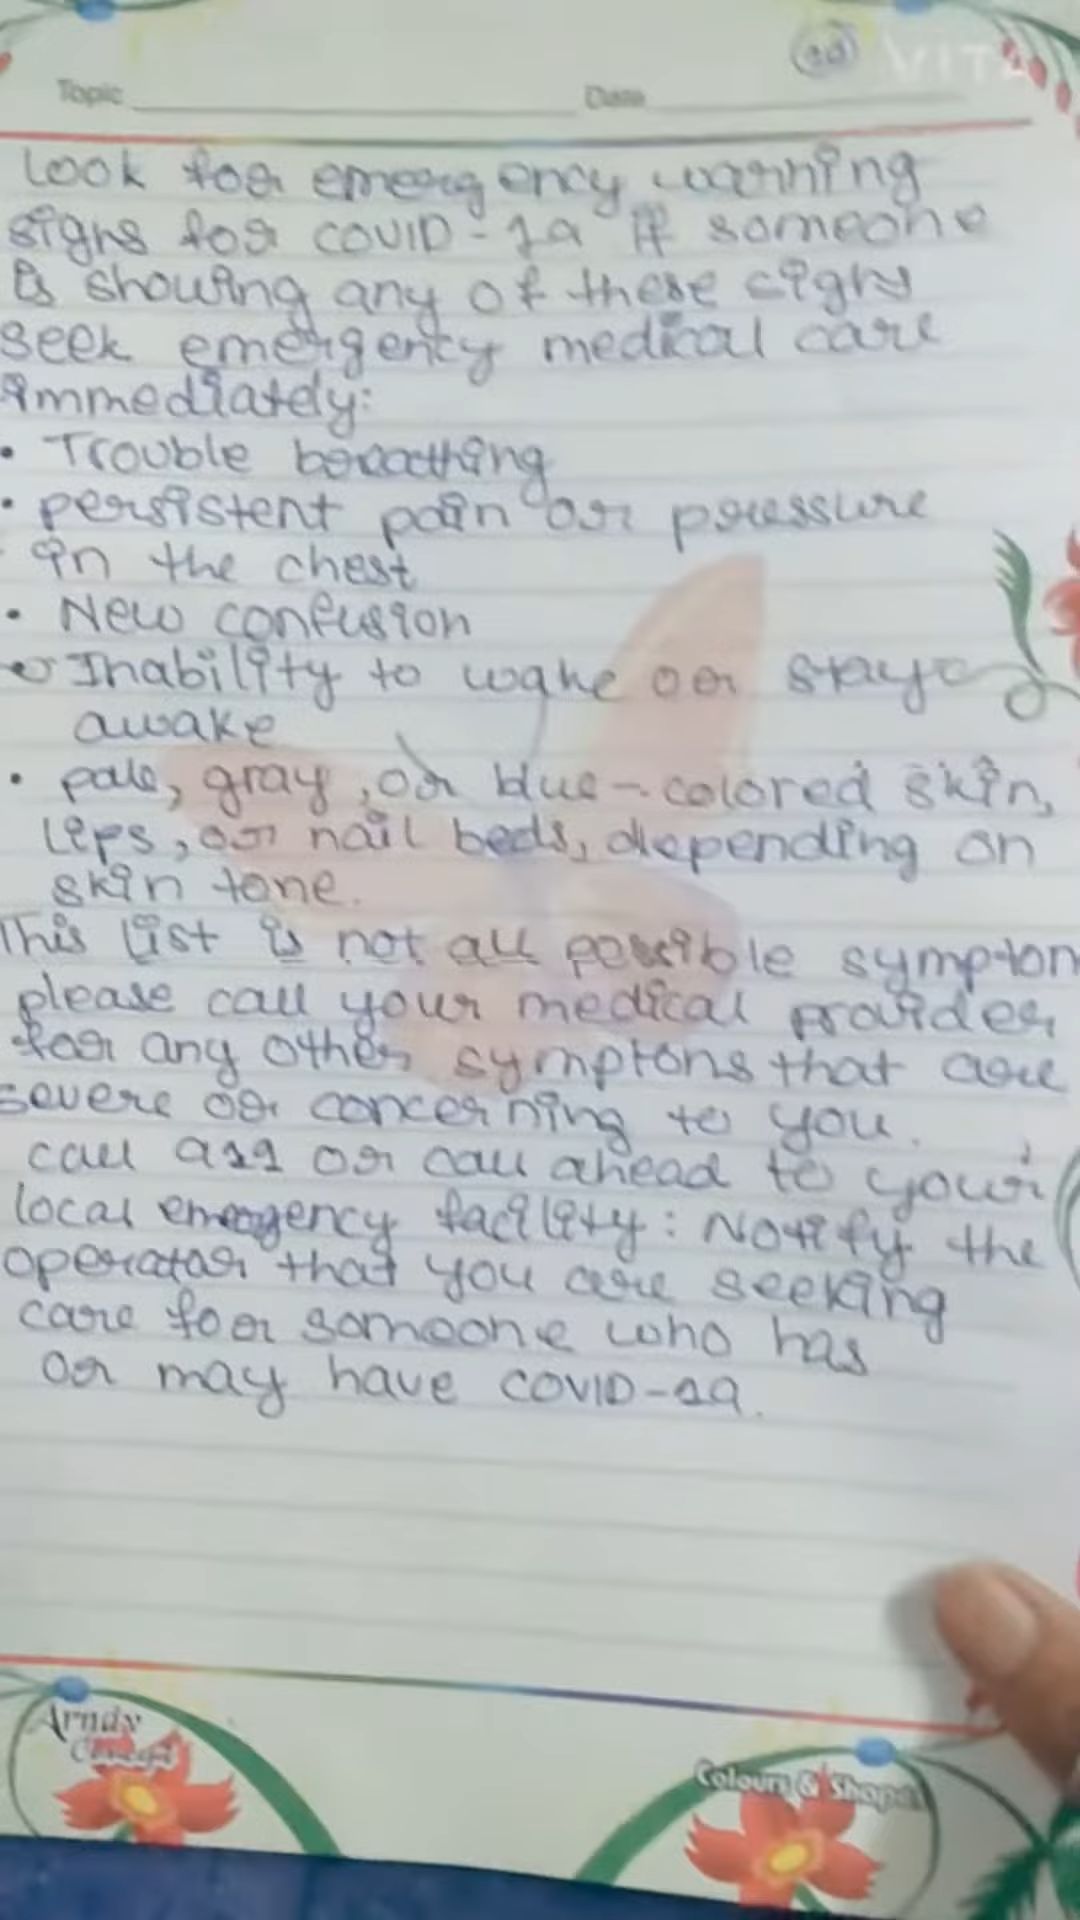 VITA
Topic Date
Look for emergency warning
signs for COVID-19 If someone
is showing any of these signs
seek emergency medical care
immediately:
• Trouble breathing
• persistent pain or pressure
in the chest
• New confusion
• Inability to wake or stay
awake
• pale, gray, or blue-colored skin,
lips, or nail beds, depending on
skin tone.
This list is not all possible sympton
please call your medical provider
for any other symptons that are
severe or concerning to you.
call 911 or call ahead to your
local emergency facility: Notify the
operator that you are seeking
care for someone who has
or may have COVID-19.
Colours & Shapes